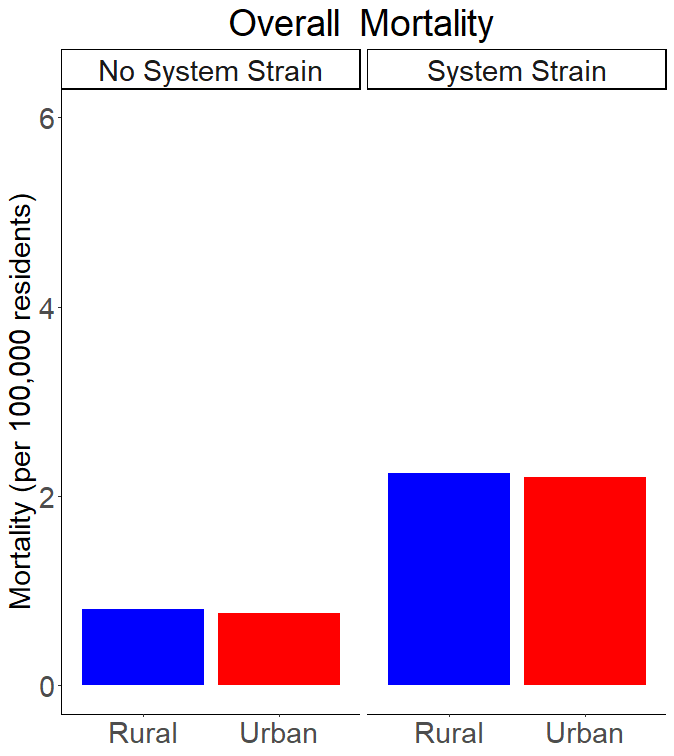 Overall  Mortality
No System Strain
System Strain
Mortality (per 100,000 residents)
6
4
2
0
Rural
Urban
Rural
Urban